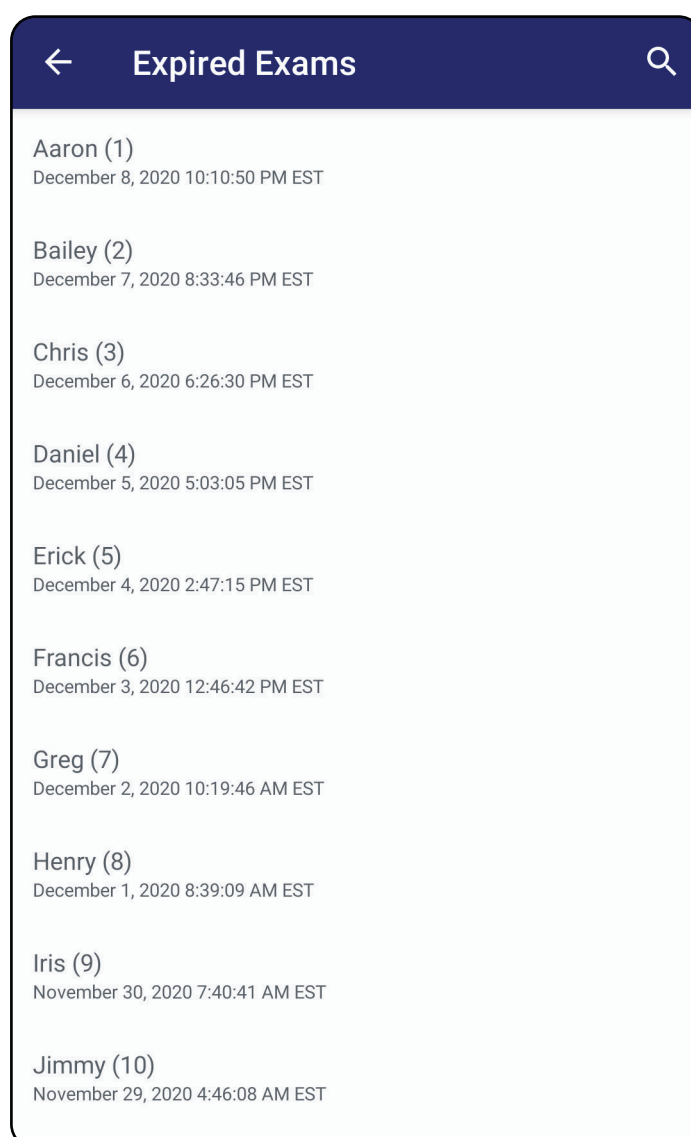 Expired Exams
Aaron (1)
December 8, 2020 10:10:50 PM EST
Bailey (2)
December 7, 2020 8:33:46 PM EST
Chris (3)
December 6, 2020 6:26:30 PM EST
Daniel (4)
December 5, 2020 5:03:05 PM EST
Erick (5)
December 4, 2020 2:47:15 PM EST
Francis (6)
December 3, 2020 12:46:42 PM EST
Greg (7)
December 2, 2020 10:19:46 AM EST
Henry (8)
December 1, 2020 8:39:09 AM EST
Iris (9)
November 30, 2020 7:40:41 AM EST
Jimmy (10)
November 29, 2020 4:46:08 AM EST